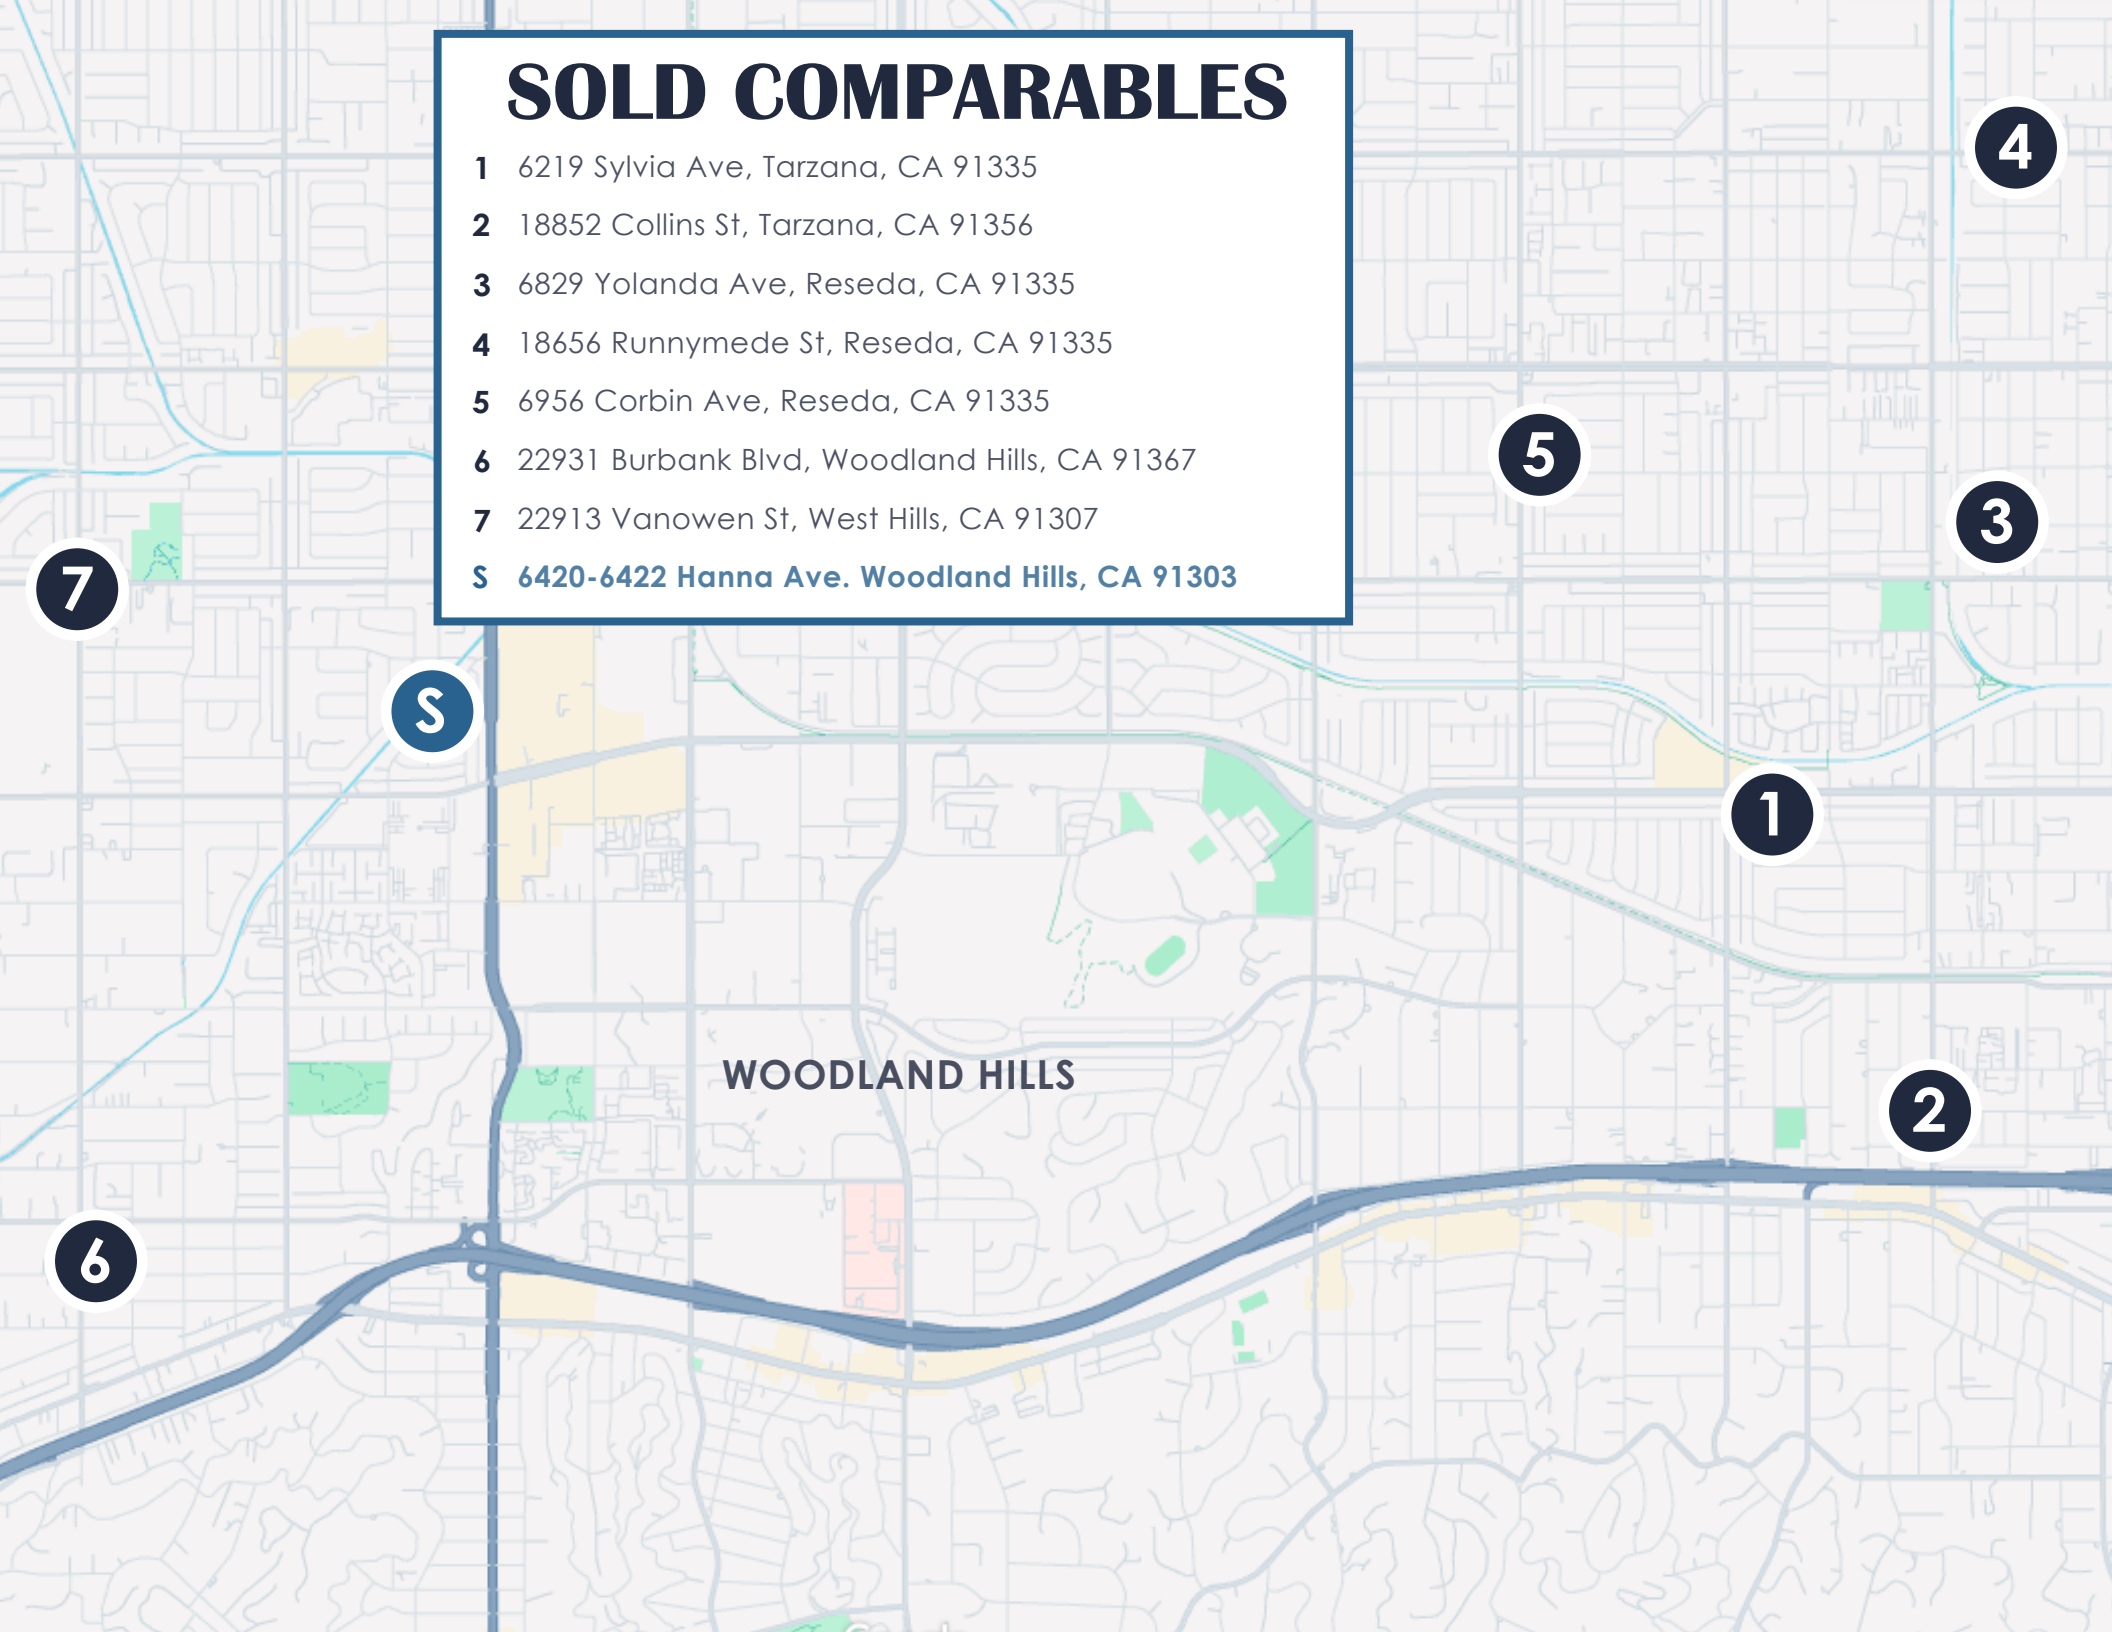 SOLD COMPARABLES
1 6219 Sylvia Ave, Tarzana, CA 91335
2 18852 Collins St, Tarzana, CA 91356
3 6829 Yolanda Ave, Reseda, CA 91335
4 18656 Runnymede St, Reseda, CA 91335
5 6956 Corbin Ave, Reseda, CA 91335
6 22931 Burbank Blvd, Woodland Hills, CA 91367
7 22913 Vanowen St, West Hills, CA 91307
S 6420-6422 Hanna Ave. Woodland Hills, CA 91303
4
5
3
7
S
1
WOODLAND HILLS
2
6